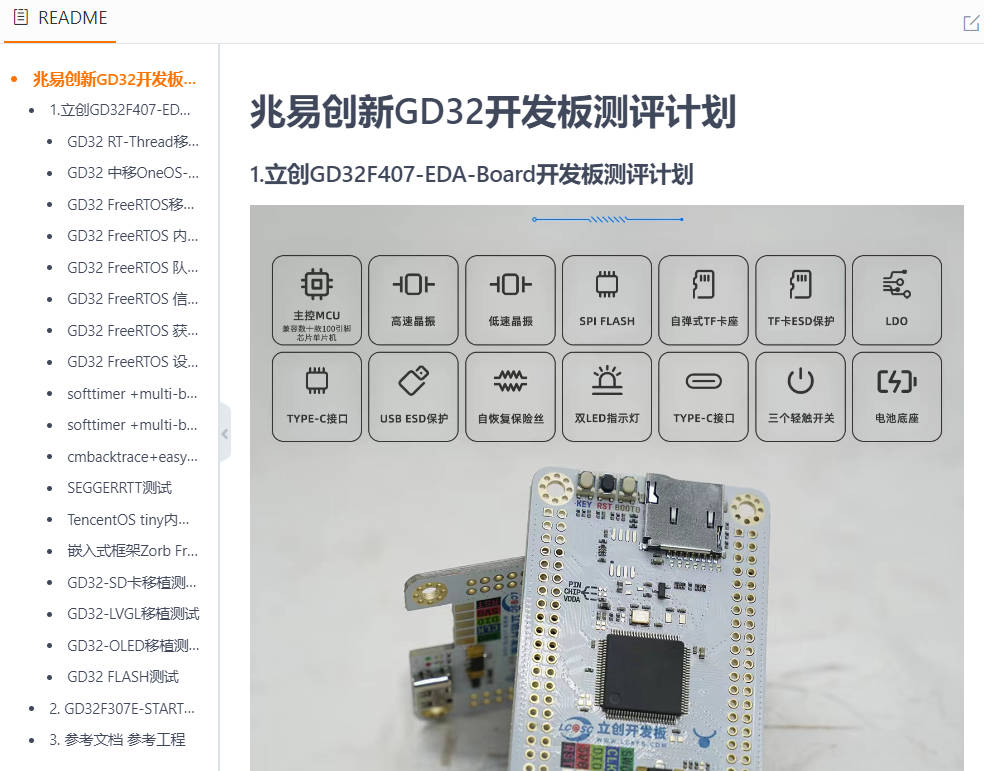 README
兆易创新GD32开发板...
1.立创GD32F407-ED...
GD32 RT-Thread移...
GD32 中移OneOS-...
GD32 FreeRTOS移...
GD32 FreeRTOS 内...
GD32 FreeRTOS 队...
GD32 FreeRTOS 信...
GD32 FreeRTOS 获...
GD32 FreeRTOS 设...
softtimer +multi-b...
softtimer +multi-b...
cmbacktrace+easy...
SEGGERRTT测试
TencentOS tiny内...
嵌入式框架Zorb Fr...
GD32-SD卡移植测...
GD32-LVGL移植测试
GD32-OLED移植测...
GD32 FLASH测试
2. GD32F307E-START...
3. 参考文档 参考工程
兆易创新GD32开发板测评计划
1.立创GD32F407-EDA-Board开发板测评计划
主控MCU
兼容数十款100引脚
芯片单片机
高速晶振
低速晶振
SPI FLASH
自弹式TF卡座
TF卡ESD保护
LDO
TYPE-C接口
USB ESD保护
自恢复保险丝
双LED指示灯
TYPE-C接口
三个轻触开关
电池底座
KEY RST BOOT0
PIN
CHIP
VDDA
LCSC 立创开发板
RST
DIO
CLK